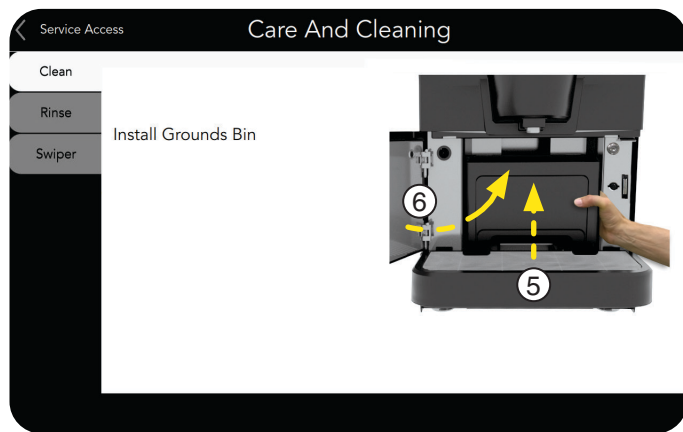 Service Access
Care And Cleaning
Clean
Rinse
Swiper
Install Grounds Bin
6
5